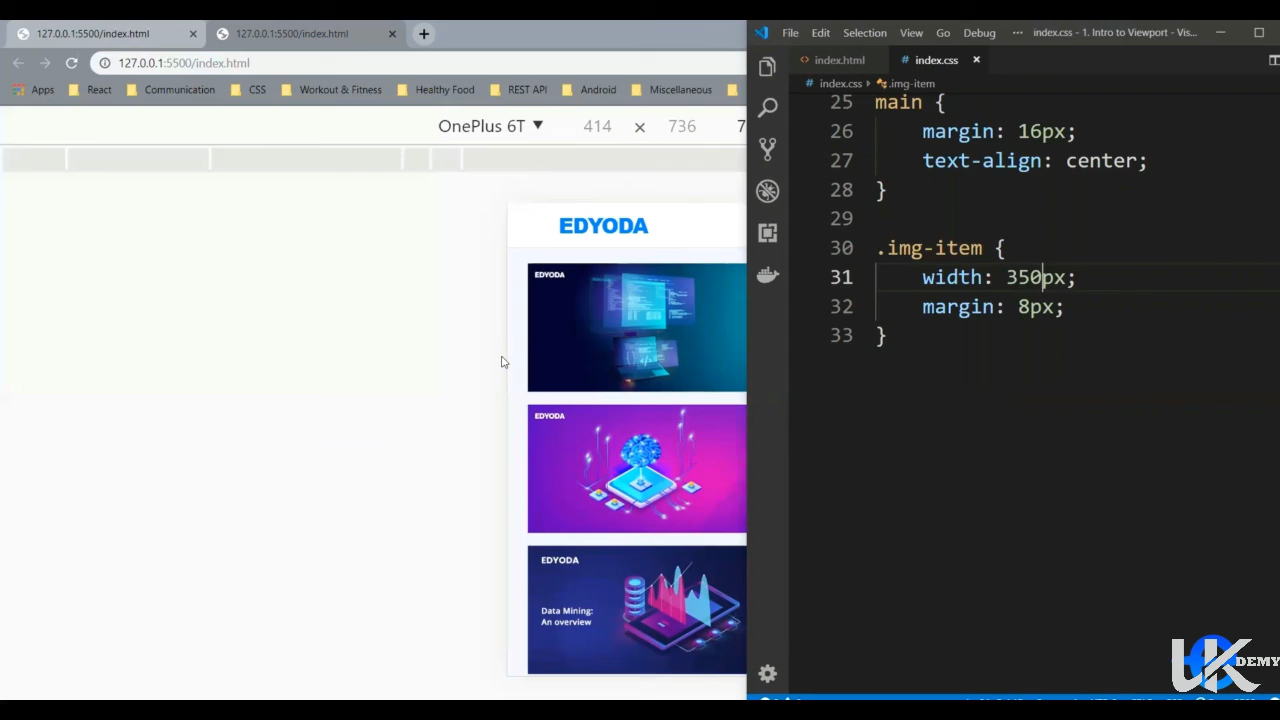 127.0.0.1:5500/index.html
127.0.0.1:5500/index.html
127.0.0.1:5500/index.html
Apps
React
Communication
CSS
Workout & Fitness
Healthy Food
REST API
Android
Miscellaneous
OnePlus 6T ▼ 414 × 736 7
EDYODA
EDYODA
EDYODA
EDYODA
Data Mining:
An overview
File Edit Selection View Go Debug ··· index.css - 1. Intro to Viewport - Vis...
index.html
# index.css
# index.css > .img-item
25 main {
26 margin: 16px;
27 text-align: center;
28 }
29
30 .img-item {
31 width: 350px;
32 margin: 8px;
33 }
UK
DEMY